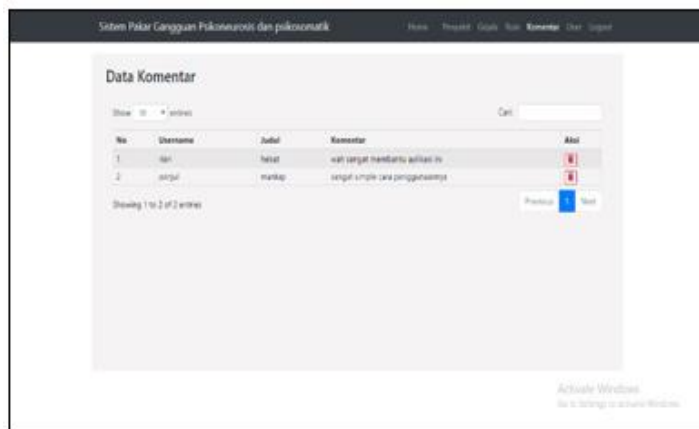 Sistem Pakar Gangguan Psikoneurosis dan psikosomatik Home Penyakit Gejala Rule Komentar User Logout
Data Komentar
Show 10 entries Cari:
No Username Judul Komentar Aksi
1 hebat wah sangat membantu aplikasi ini
2 mantap sangat simple cara penggunaannya
Showing 1 to 2 of 2 entries Previous 1 Next
Activate Windows
Go to Settings to activate Windows.